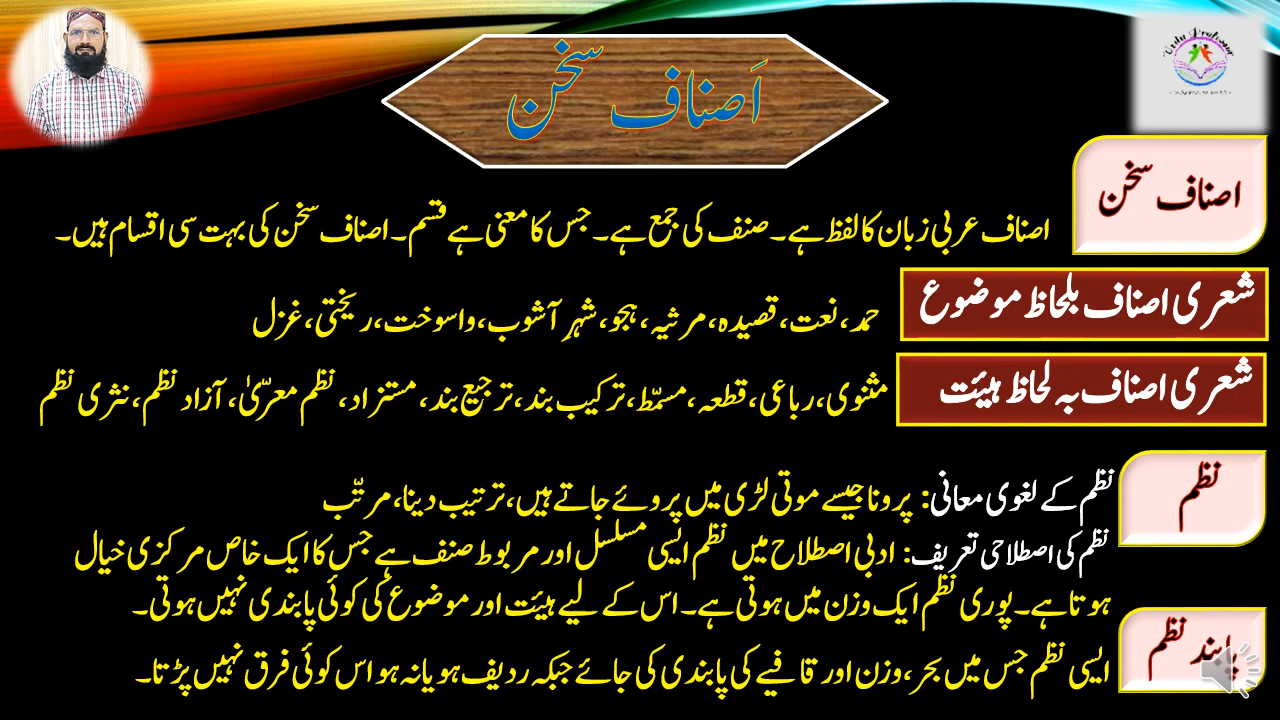 اَصناف سخن
Urdu Professor
اصناف سخن
اصناف عربی زبان کا لفظ ہے۔ صنف کی جمع ہے۔ جس کا معنی ہے قسم۔ اصناف سخن کی بہت سی اقسام ہیں۔
شعری اصناف بلحاظ موضوع
حمد، نعت، قصیدہ، مرثیہ، ہجو، شہرِ آشوب، واسوخت، ریختی، غزل
شعری اصناف بہ لحاظ ہیئت
مثنوی، رباعی، قطعہ، مسمّط، ترکیب بند، ترجیع بند، مستزاد، نظم معرّیٰ، آزاد نظم، نثری نظم
نظم
نظم کے لغوی معانی: پرونا جیسے موتی لڑی میں پروئے جاتے ہیں، ترتیب دینا، مرتّب
نظم کی اصطلاحی تعریف: ادبی اصطلاح میں نظم ایسی مسلسل اور مربوط صنف ہے جس کا ایک خاص مرکزی خیال
ہوتا ہے۔ پوری نظم ایک وزن میں ہوتی ہے۔ اس کے لیے ہیئت اور موضوع کی کوئی پابندی نہیں ہوتی۔
پابند نظم
ایسی نظم جس میں بحر، وزن اور قافیے کی پابندی کی جائے جبکہ ردیف ہو یا نہ ہو اس کوئی فرق نہیں پڑتا۔